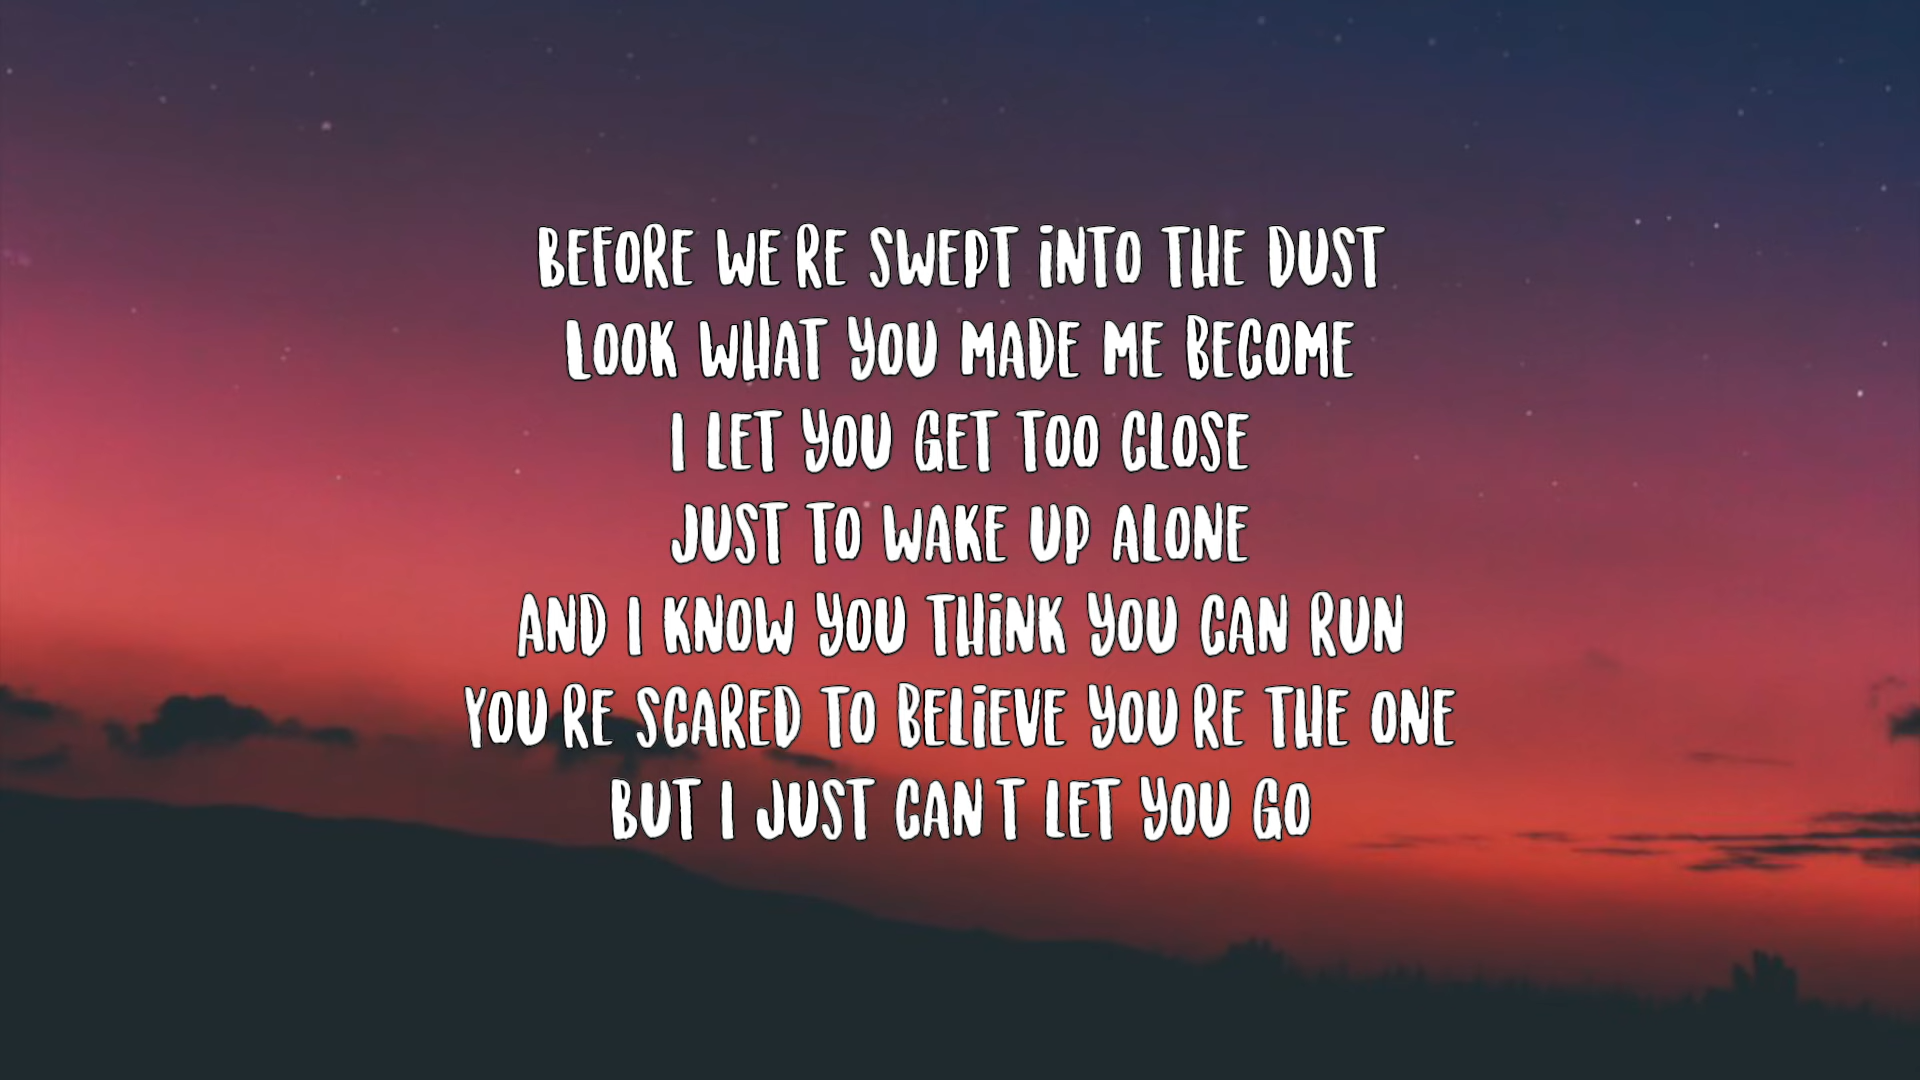 BEFORE WE RE SWEPT INTO THE DUST
LOOK WHAT YOU MADE ME BECOME
I LET YOU GET TOO CLOSE
JUST TO WAKE UP ALONE
AND I KNOW YOU THINK YOU CAN RUN
YOU RE SCARED TO BELIEVE YOU RE THE ONE
BUT I JUST CAN T LET YOU GO